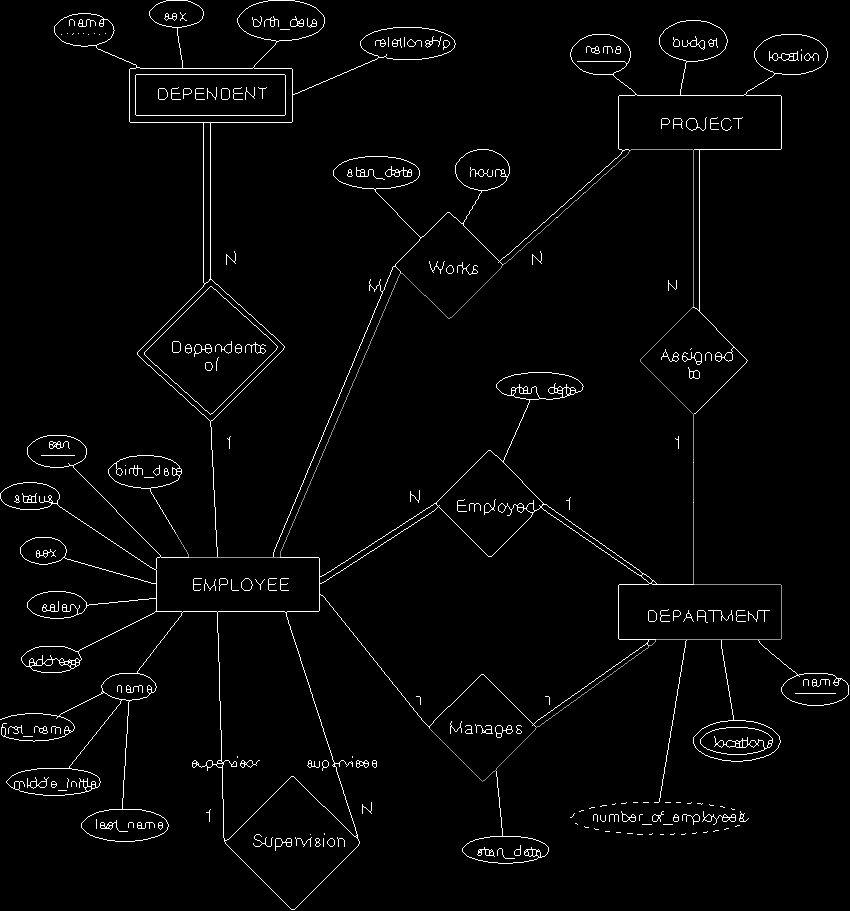 name
sex
birth_date
relationship
DEPENDENT
name
budget
location
PROJECT
start_date
hours
Works
N
M
N
N
Dependents
of
Assigned
to
1
1
start_date
ssn
birth_date
status
N
Employed
1
sex
EMPLOYEE
salary
DEPARTMENT
address
name
name
1
1
first_name
Manages
locations
supervisor
supervisee
middle_initial
1
N
last_name
number_of_employees
Supervision
start_date